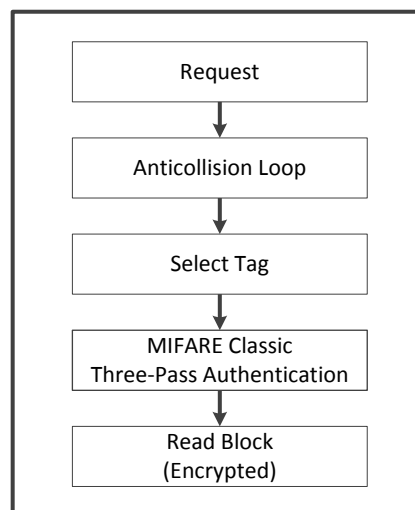 Request
Anticollision Loop
Select Tag
MIFARE Classic
Three-Pass Authentication
Read Block
(Encrypted)